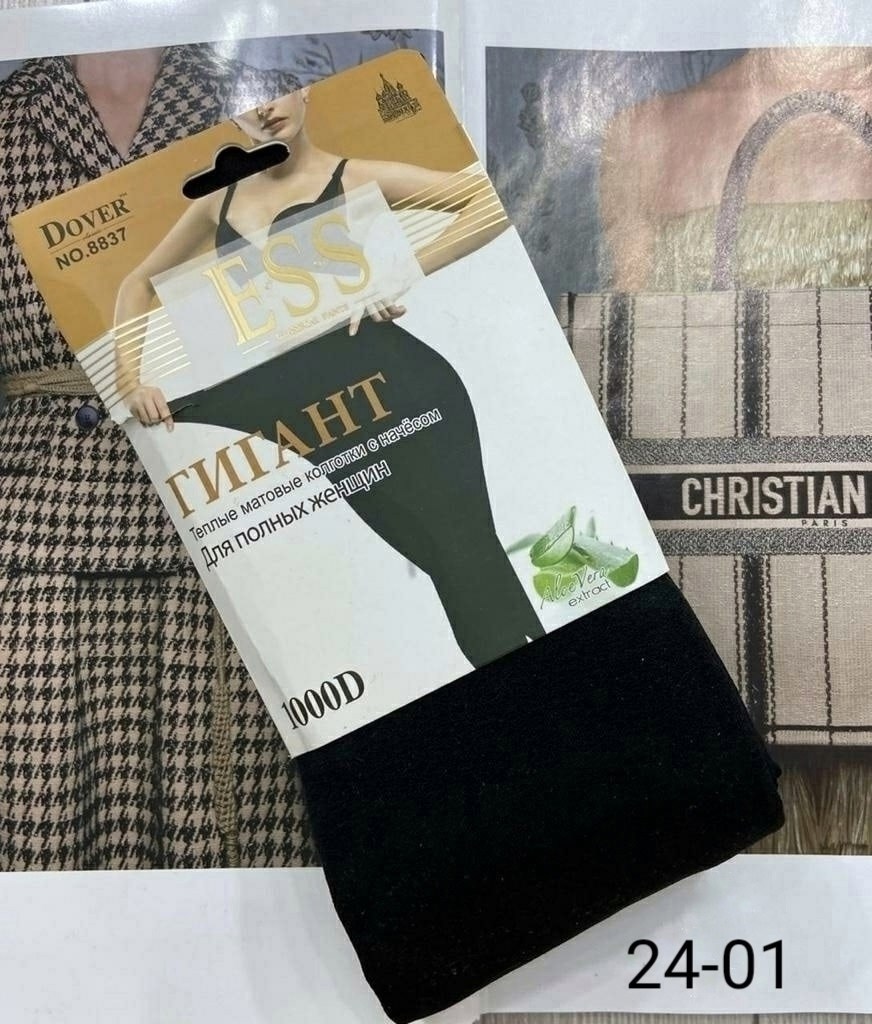 DOVER
NO.8837
ESS
ГИГАНТ
Теплые матовые колготки с начёсом
Для полных женщин
Aloe Vera
extract
1000D
CHRISTIAN
PARIS
24-01